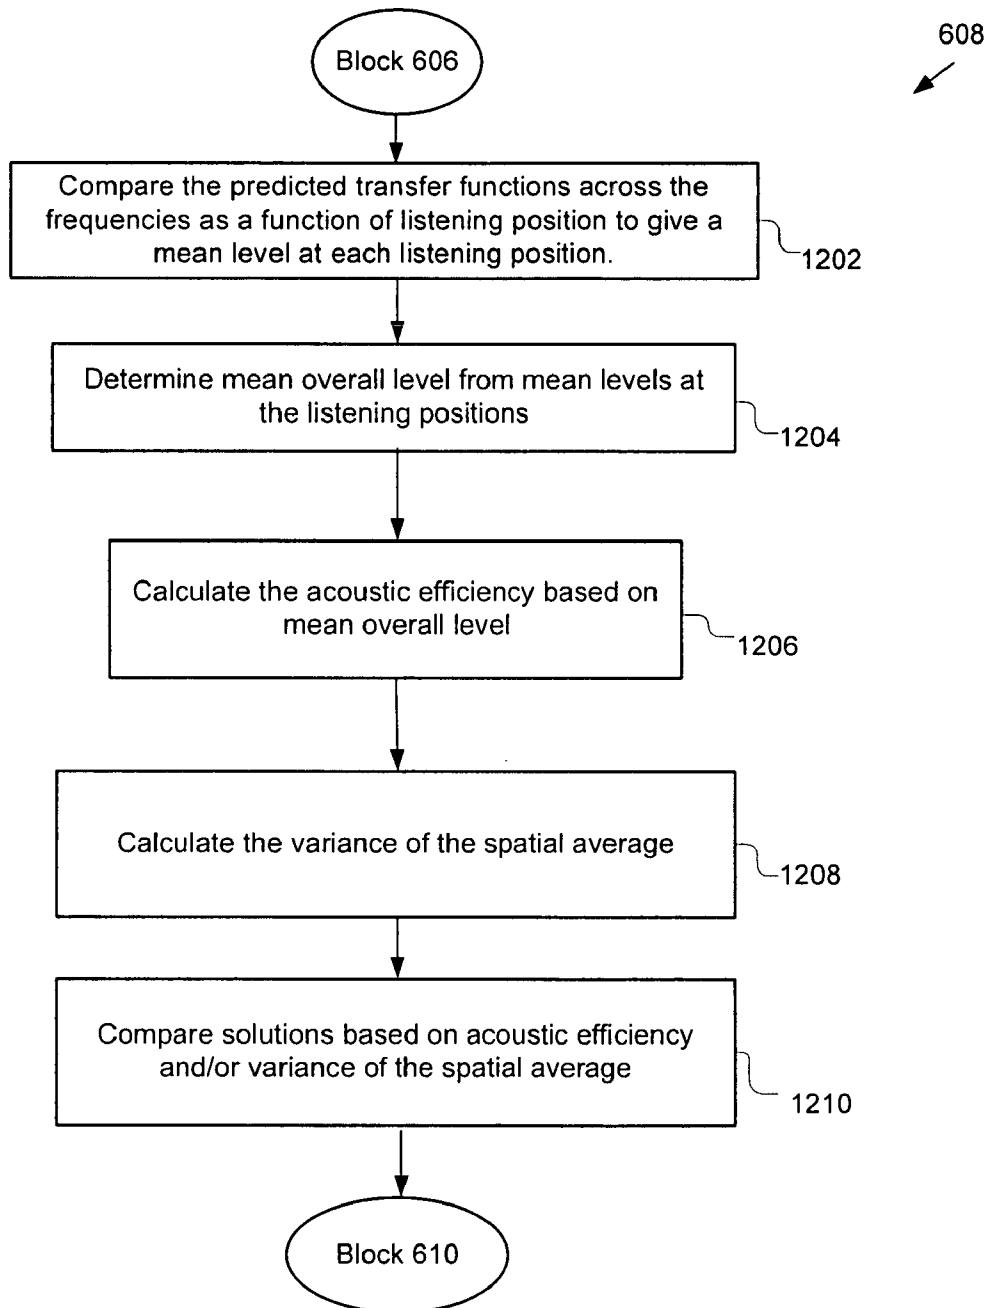 608
Block 606
Compare the predicted transfer functions across the
frequencies as a function of listening position to give a
mean level at each listening position.
1202
Determine mean overall level from mean levels at
the listening positions
1204
Calculate the acoustic efficiency based on
mean overall level
1206
Calculate the variance of the spatial average
1208
Compare solutions based on acoustic efficiency
and/or variance of the spatial average
1210
Block 610